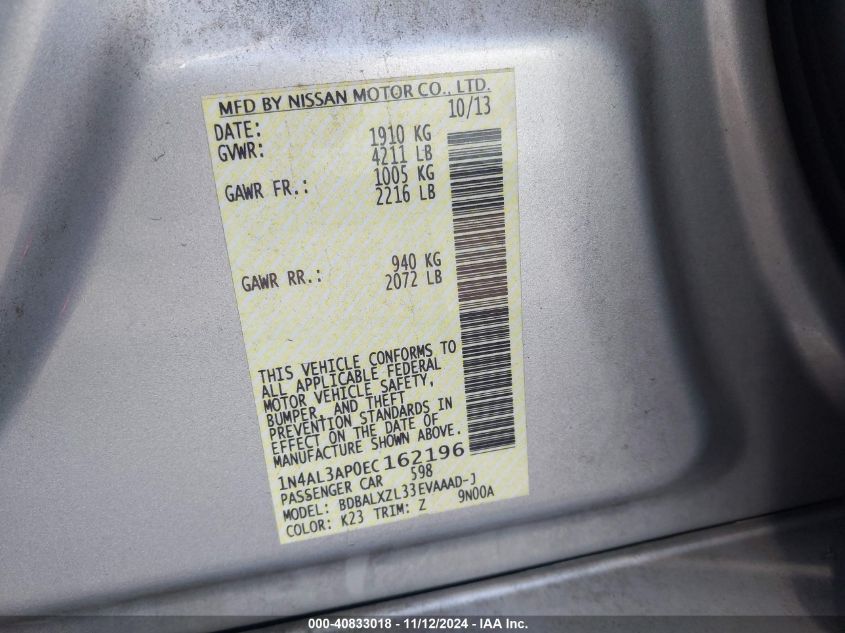 MFD BY NISSAN MOTOR CO., LTD.
DATE: 10/13
GVWR: 1910 KG
4211 LB
GAWR FR.: 1005 KG
2216 LB
GAWR RR.: 940 KG
2072 LB
THIS VEHICLE CONFORMS TO
ALL APPLICABLE FEDERAL
MOTOR VEHICLE SAFETY,
BUMPER, AND THEFT
PREVENTION STANDARDS IN
EFFECT ON THE DATE OF
MANUFACTURE SHOWN ABOVE.
1N4AL3AP0EC162196
PASSENGER CAR 598
MODEL: BDBALXZL33EVAAAD-J
COLOR: K23 TRIM: Z 9N00A
000-40833018 - 11/12/2024 - IAA Inc.